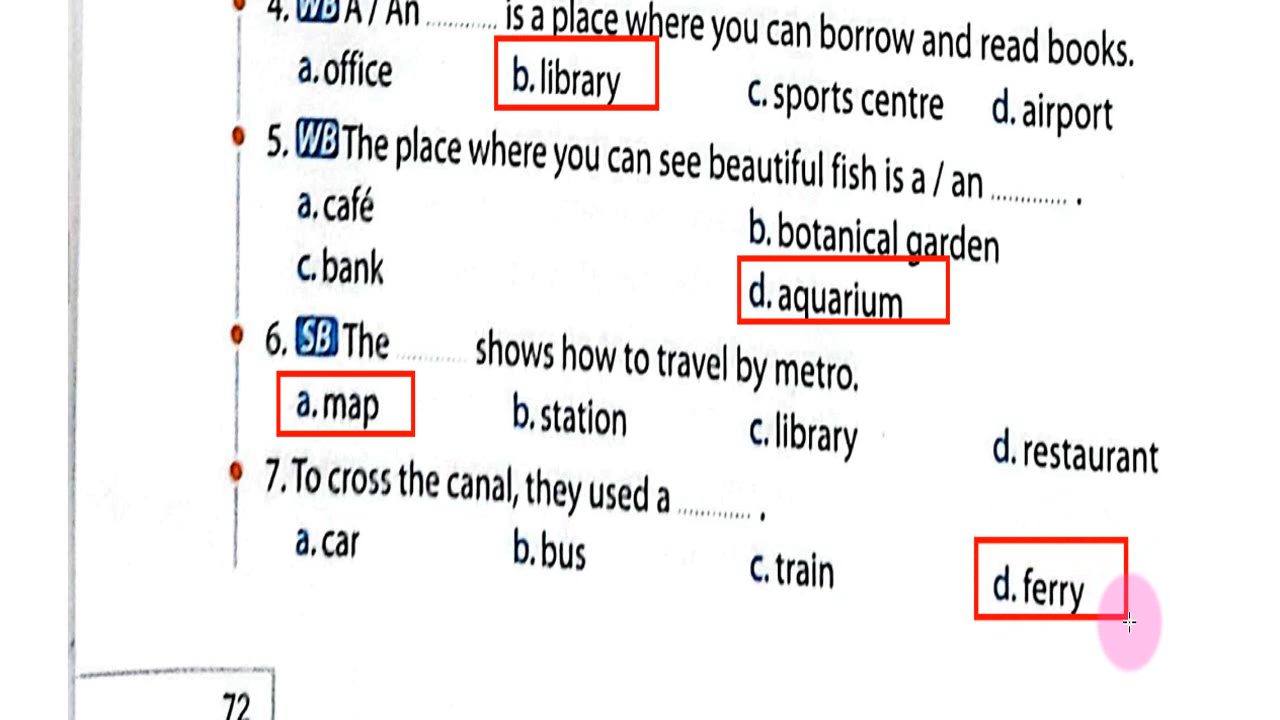 4. WB A / An ............ is a place where you can borrow and read books.
a. office b. library c. sports centre d. airport
5. WB The place where you can see beautiful fish is a / an ............. .
a. café b. botanical garden
c. bank d. aquarium
6. SB The ............ shows how to travel by metro.
a. map b. station c. library d. restaurant
7. To cross the canal, they used a ............. .
a. car b. bus c. train d. ferry
72